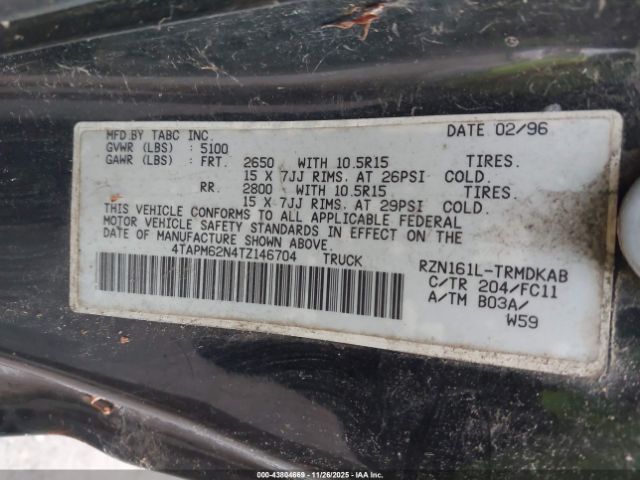 MFD.BY TABC INC. DATE 02/96
GVWR (LBS) : 5100
GAWR (LBS) : FRT. 2650 WITH 10.5R15 TIRES.
15 X 7JJ RIMS. AT 26PSI COLD.
RR. 2800 WITH 10.5R15 TIRES.
15 X 7JJ RIMS. AT 29PSI COLD.
THIS VEHICLE CONFORMS TO ALL APPLICABLE FEDERAL
MOTOR VEHICLE SAFETY STANDARDS IN EFFECT ON THE
DATE OF MANUFACTURE SHOWN ABOVE.
4TAPM62N4TZ146704 TRUCK RZN161L-TRMDKAB
C/TR 204/FC11
A/TM B03A/
W59
000-43804669 - 11/26/2025 - IAAI.com